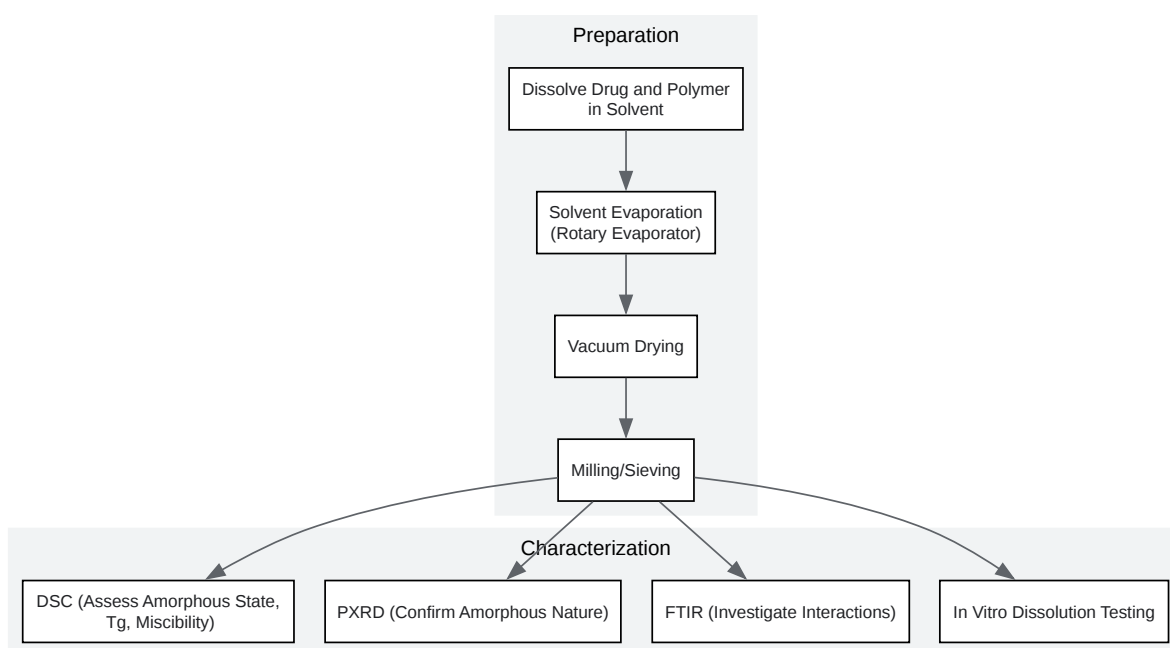 Preparation
Dissolve Drug and Polymer
in Solvent
Solvent Evaporation
(Rotary Evaporator)
Vacuum Drying
Milling/Sieving
Characterization
DSC (Assess Amorphous State,
Tg, Miscibility)
PXRD (Confirm Amorphous Nature)
FTIR (Investigate Interactions)
In Vitro Dissolution Testing